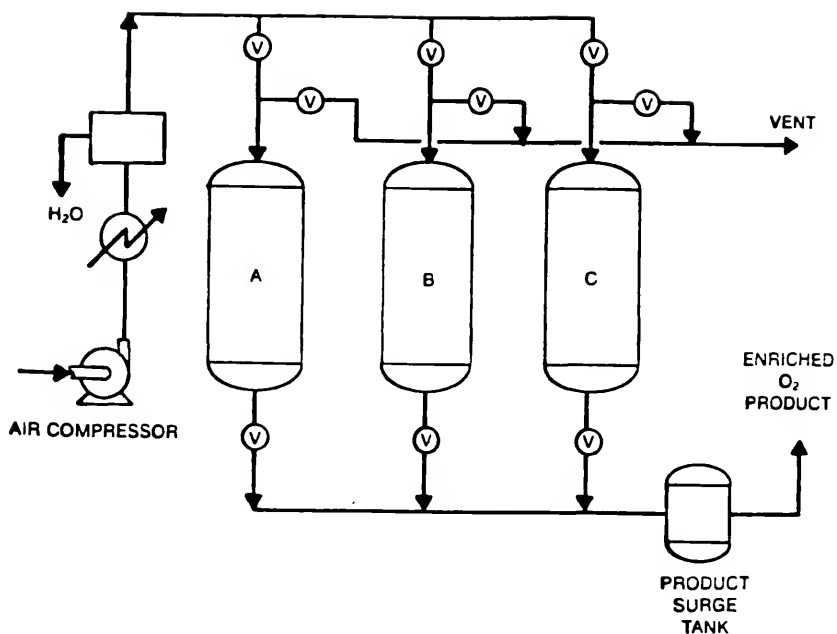 V
V
V
V
V
V
VENT
H₂O
A
B
C
ENRICHED
O₂
PRODUCT
AIR COMPRESSOR
V
V
V
PRODUCT
SURGE
TANK